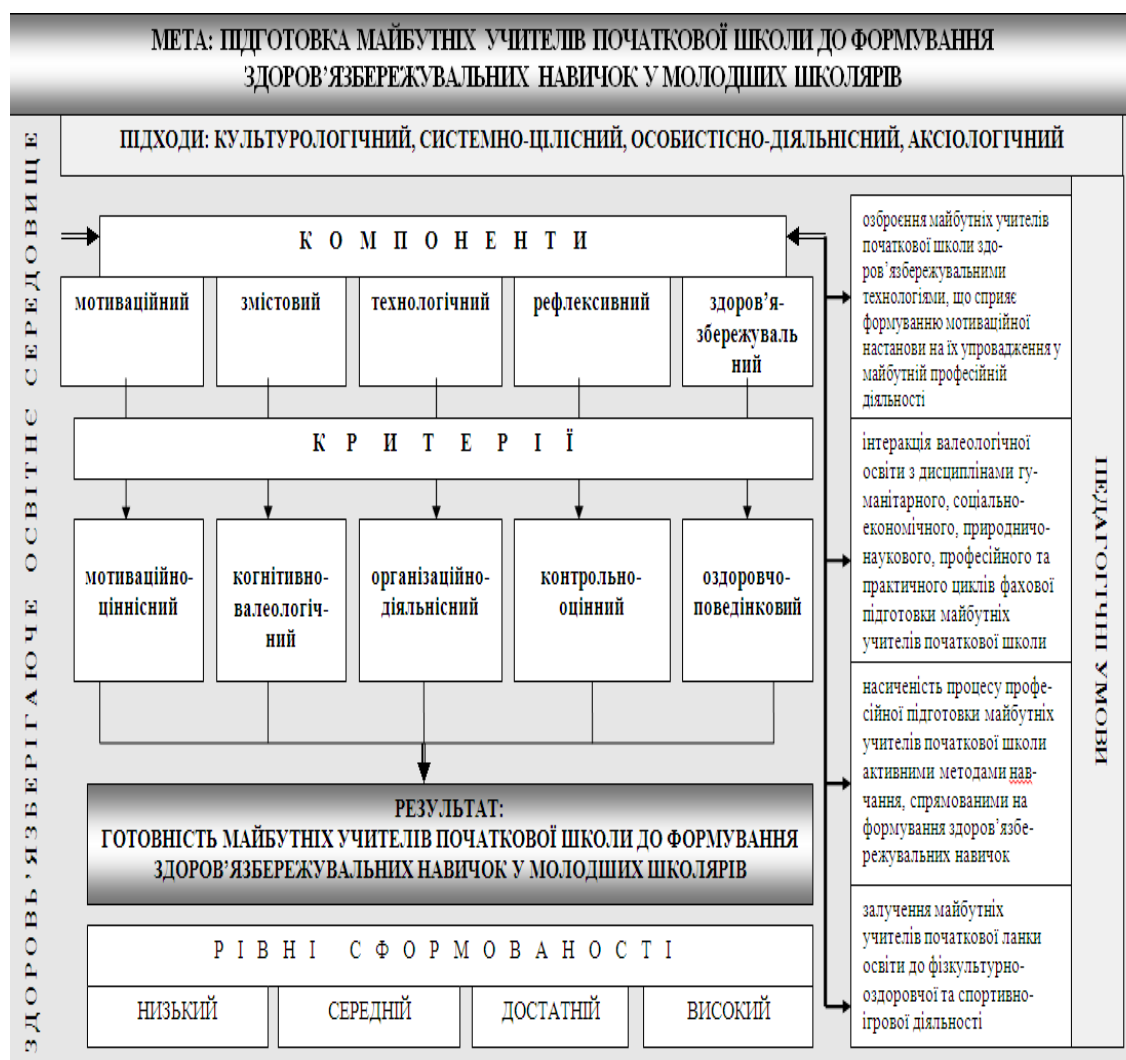 МЕТА: ПІДГОТОВКА МАЙБУТНІХ УЧИТЕЛІВ ПОЧАТКОВОЇ ШКОЛИ ДО ФОРМУВАННЯ
ЗДОРОВ’ЯЗБЕРЕЖУВАЛЬНИХ НАВИЧОК У МОЛОДШИХ ШКОЛЯРІВ
ЗДОРОВЬ’ЯЗБЕРІГАЮЧЕ ОСВІТНЄ СЕРЕДОВИЩЕ
ПІДХОДИ: КУЛЬТУРОЛОГІЧНИЙ, СИСТЕМНО-ЦІЛІСНИЙ, ОСОБИСТІСНО-ДІЯЛЬНІСНИЙ, АКСІОЛОГІЧНИЙ
КОМПОНЕНТИ
мотиваційний
змістовий
технологічний
рефлексивний
здоров’я-
збережуваль
ний
КРИТЕРІЇ
мотиваційно-
ціннісний
когнітивно-
валеологіч-
ний
організаційно-
діяльнісний
контрольно-
оцінний
оздоровчо-
поведінковий
РЕЗУЛЬТАТ:
ГОТОВНІСТЬ МАЙБУТНІХ УЧИТЕЛІВ ПОЧАТКОВОЇ ШКОЛИ ДО ФОРМУВАННЯ
ЗДОРОВ’ЯЗБЕРЕЖУВАЛЬНИХ НАВИЧОК У МОЛОДШИХ ШКОЛЯРІВ
РІВНІ СФОРМОВАНОСТІ
НИЗЬКИЙ
СЕРЕДНІЙ
ДОСТАТНІЙ
ВИСОКИЙ
озброєння майбутніх учителів
початкової школи здо-
ров’язбережувальними
технологіями, що сприяє
формуванню мотиваційної
настанови на їх упровадження у
майбутній професійній
діяльності
інтеракція валеологічної
освіти з дисциплінами гу-
манітарного, соціально-
економічного, природничо-
наукового, професійного та
практичного циклів фахової
підготовки майбутніх
учителів початкової школи
насиченість процесу профе-
сійної підготовки майбутніх
учителів початкової школи
активними методами нав-
чання, спрямованими на
формування здоров’язбе-
режувальних навичок
залучення майбутніх
учителів початкової ланки
освіти до фізкультурно-
оздоровчої та спортивно-
ігрової діяльності
ПЕДАГОГІЧНІ УМОВИ